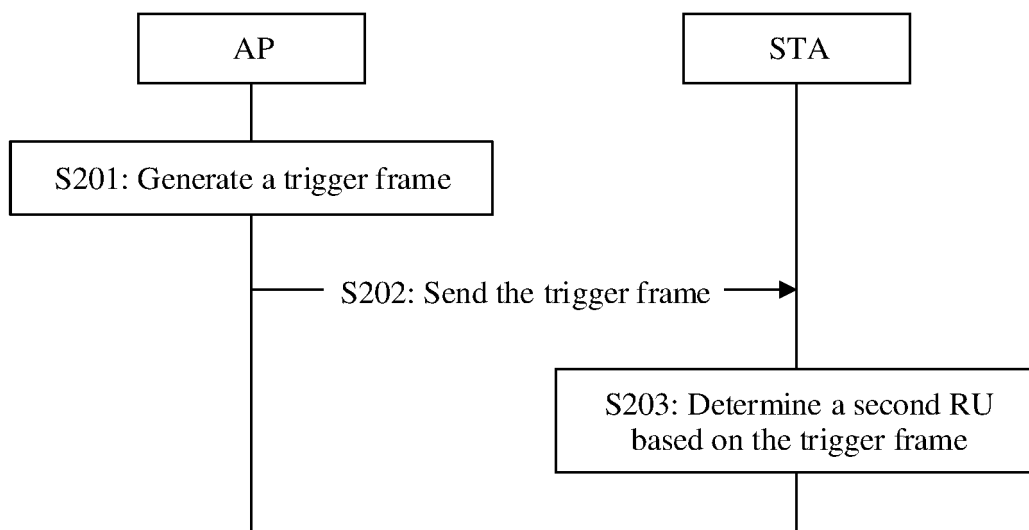 AP
STA
S201: Generate a trigger frame
S202: Send the trigger frame
S203: Determine a second RU
based on the trigger frame